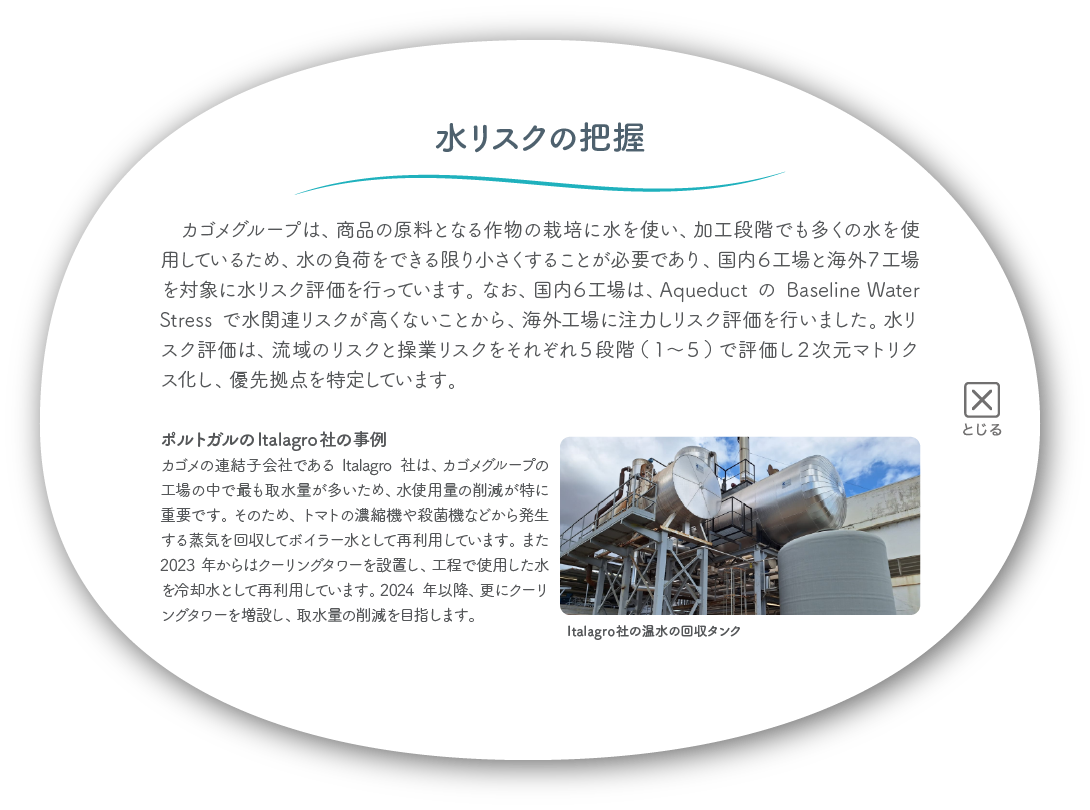 水リスクの把握
カゴメグループは、商品の原料となる作物の栽培に水を使い、加工段階でも多くの水を使
用しているため、水の負荷をできる限り小さくすることが必要であり、国内６工場と海外７工場
を対象に水リスク評価を行っています。なお、国内６工場は、Aqueduct の Baseline Water
Stress で水関連リスクが高くないことから、海外工場に注力しリスク評価を行いました。水リ
スク評価は、流域のリスクと操業リスクをそれぞれ５段階（１〜５）で評価し２次元マトリク
ス化し、優先拠点を特定しています。
とじる
ポルトガルのItalagro社の事例
カゴメの連結子会社である Italagro 社は、カゴメグループの
工場の中で最も取水量が多いため、水使用量の削減が特に
重要です。そのため、トマトの濃縮機や殺菌機などから発生
する蒸気を回収してボイラー水として再利用しています。また
2023 年からはクーリングタワーを設置し、工程で使用した水
を冷却水として再利用しています。2024 年以降、更にクーリ
ングタワーを増設し、取水量の削減を目指します。
Italagro社の温水の回収タンク